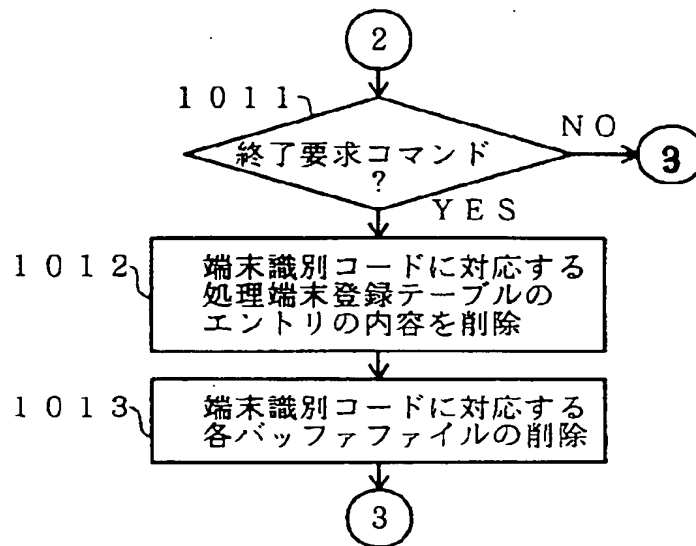 2
1011
終了要求コマンド
?
NO
3
YES
1012
端末識別コードに対応する
処理端末登録テーブルの
エントリの内容を削除
1013
端末識別コードに対応する
各バッファファイルの削除
3